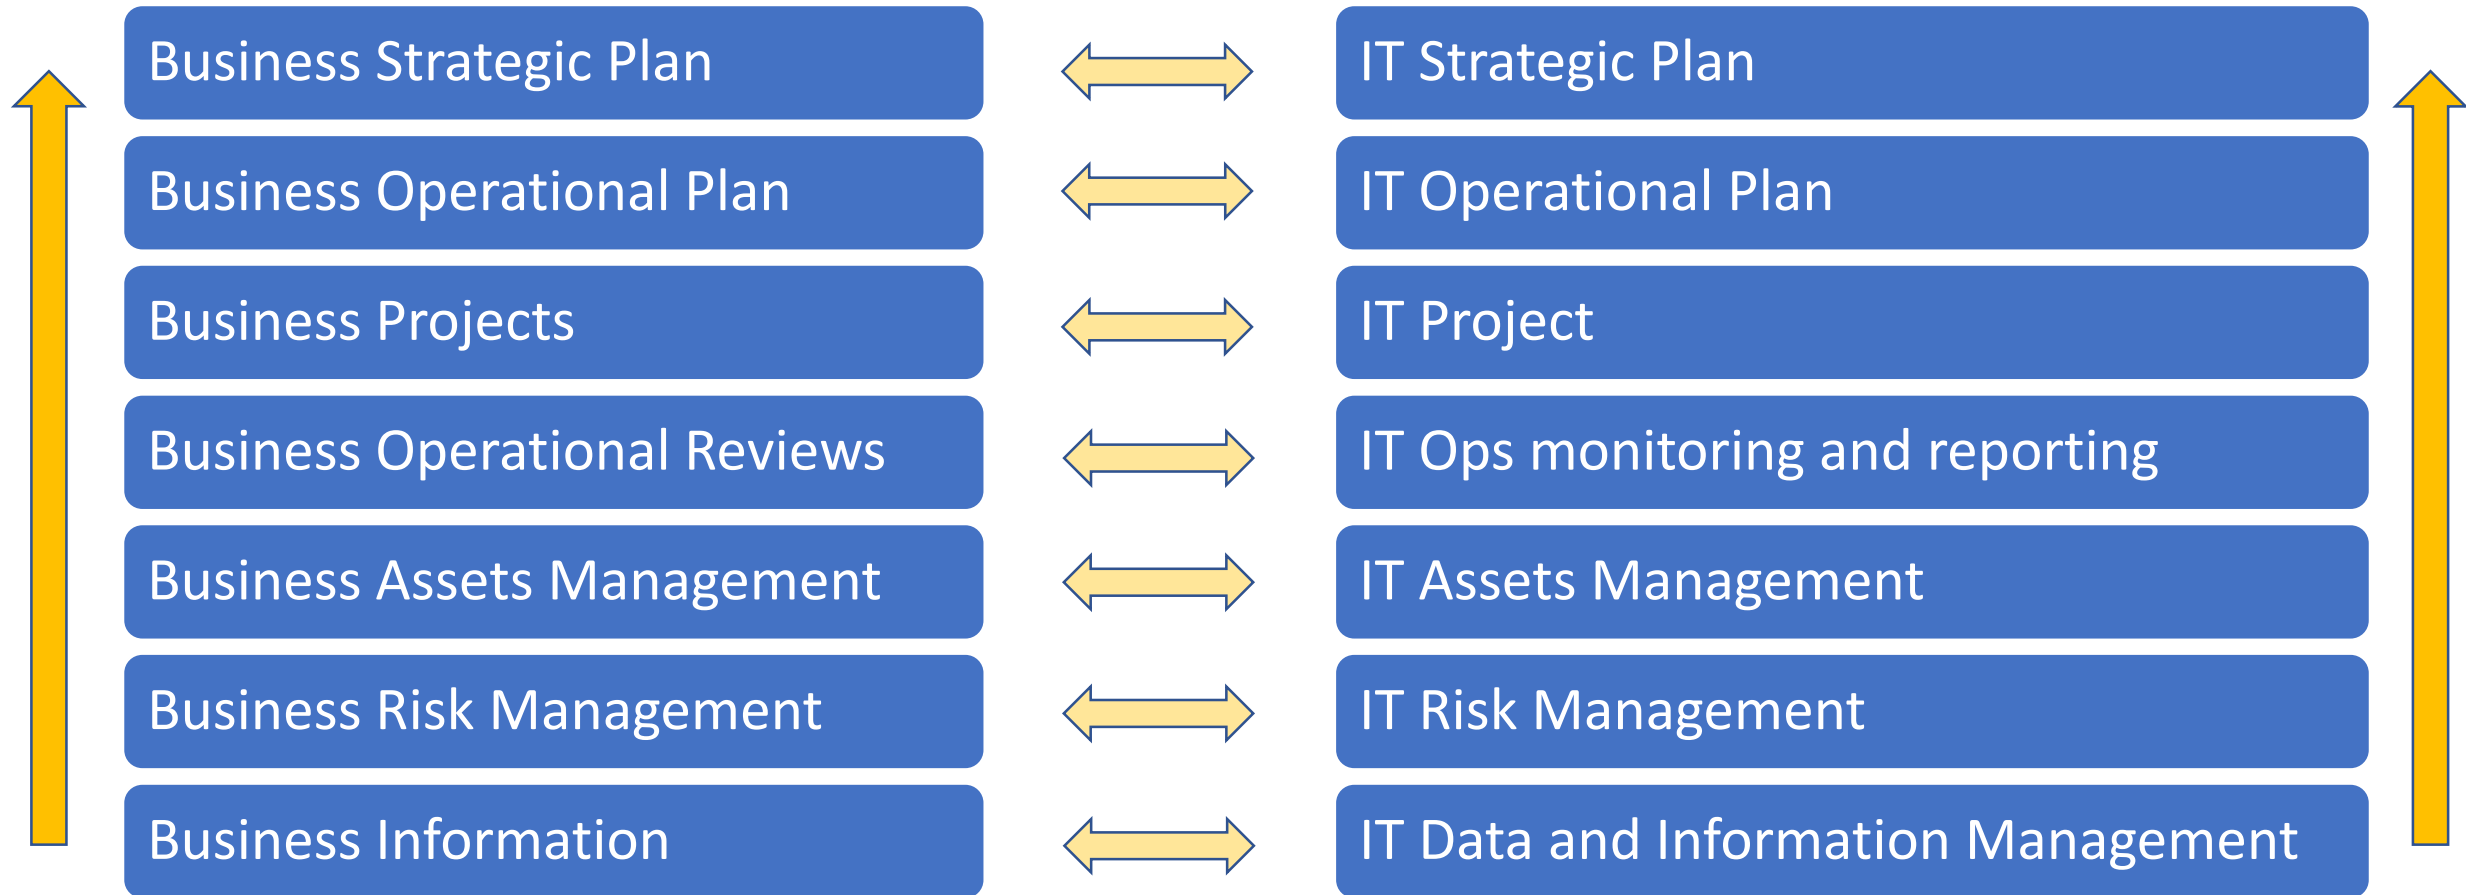 Business Strategic Plan
IT Strategic Plan
Business Operational Plan
IT Operational Plan
Business Projects
IT Project
Business Operational Reviews
IT Ops monitoring and reporting
Business Assets Management
IT Assets Management
Business Risk Management
IT Risk Management
Business Information
IT Data and Information Management